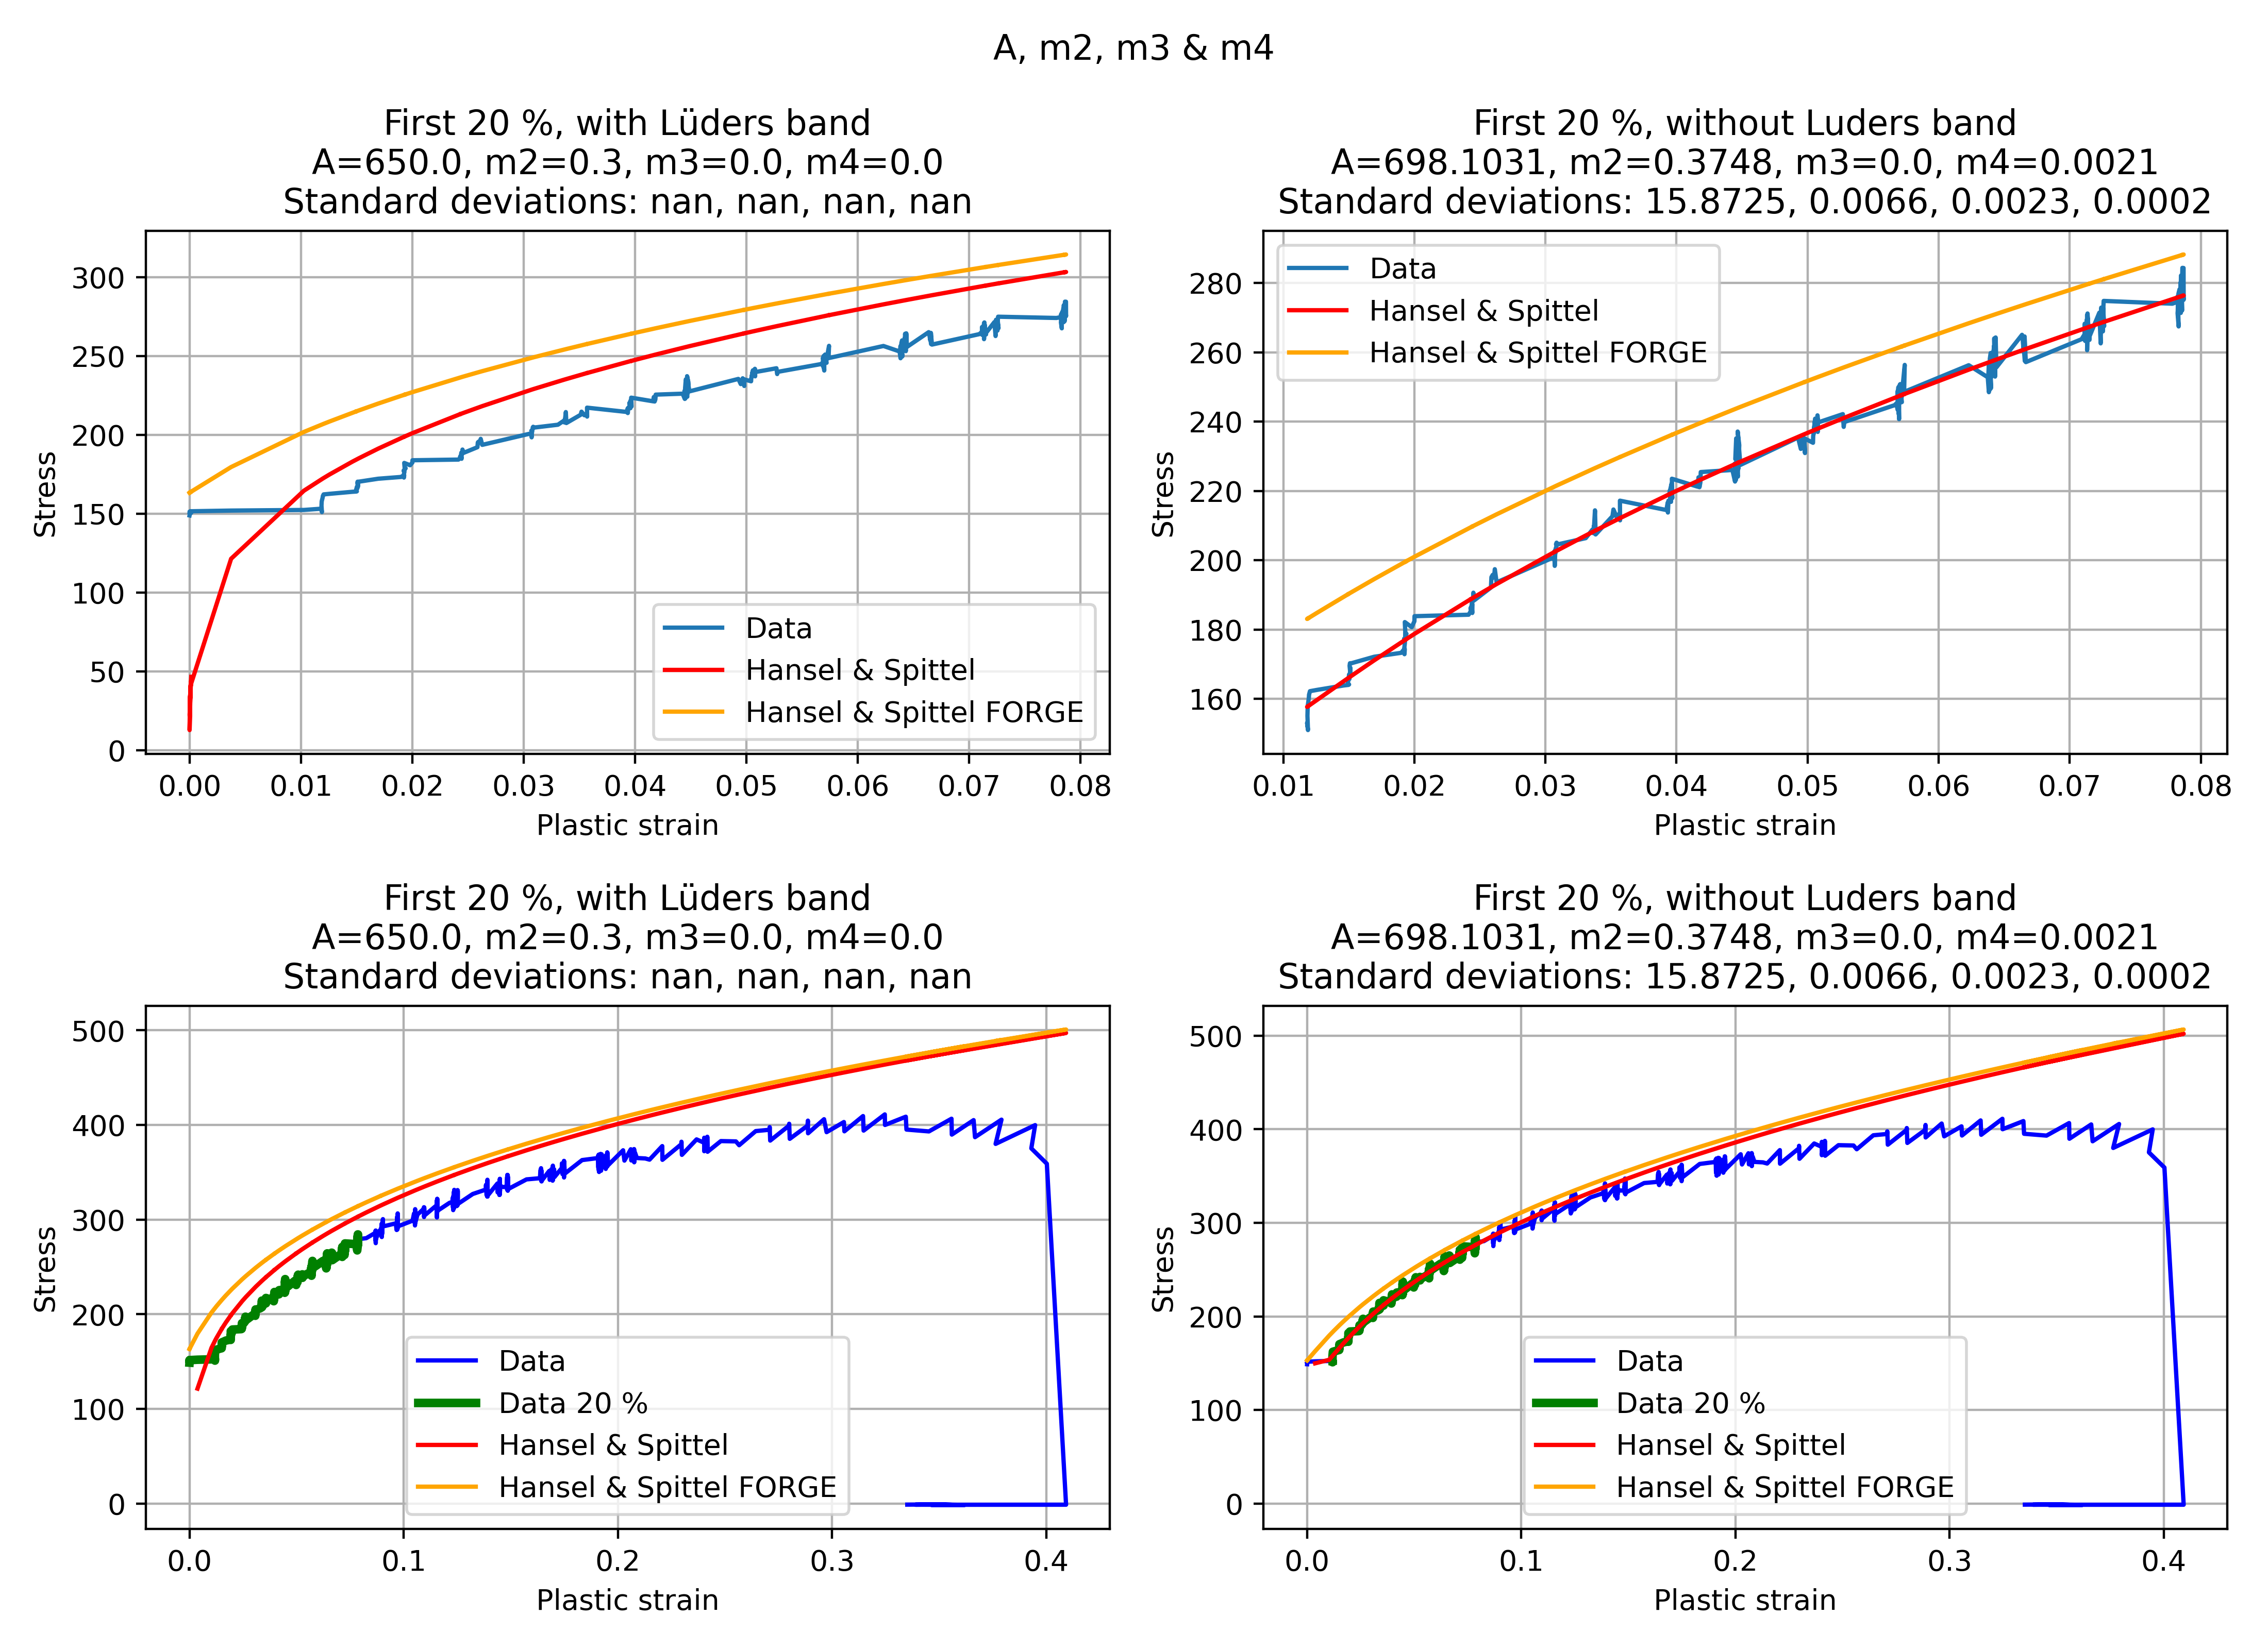 A, m2, m3 & m4
First 20 %, with Lüders band
A=650.0, m2=0.3, m3=0.0, m4=0.0
Standard deviations: nan, nan, nan, nan
300
250
200
150
100
50
0
Stress
Data
Hansel & Spittel
Hansel & Spittel FORGE
0.00 0.01 0.02 0.03 0.04 0.05 0.06 0.07 0.08
Plastic strain
First 20 %, without Luders band
A=698.1031, m2=0.3748, m3=0.0, m4=0.0021
Standard deviations: 15.8725, 0.0066, 0.0023, 0.0002
280
260
240
220
200
180
160
Stress
Data
Hansel & Spittel
Hansel & Spittel FORGE
0.01 0.02 0.03 0.04 0.05 0.06 0.07 0.08
Plastic strain
First 20 %, with Lüders band
A=650.0, m2=0.3, m3=0.0, m4=0.0
Standard deviations: nan, nan, nan, nan
500
400
300
200
100
0
Stress
Data
Data 20 %
Hansel & Spittel
Hansel & Spittel FORGE
0.0 0.1 0.2 0.3 0.4
Plastic strain
First 20 %, without Luders band
A=698.1031, m2=0.3748, m3=0.0, m4=0.0021
Standard deviations: 15.8725, 0.0066, 0.0023, 0.0002
500
400
300
200
100
0
Stress
Data
Data 20 %
Hansel & Spittel
Hansel & Spittel FORGE
0.0 0.1 0.2 0.3 0.4
Plastic strain